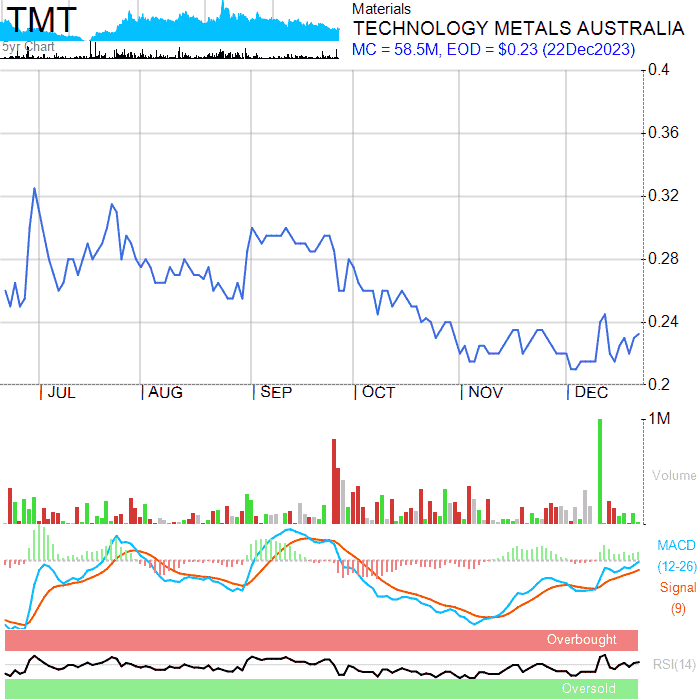 TMT
5yr Chart
Materials
TECHNOLOGY METALS AUSTRALIA
MC = 58.5M, EOD = $0.23 (22Dec2023)
0.4
0.36
0.32
0.28
0.24
0.2
JUL AUG SEP OCT NOV DEC
1M
Volume
MACD
(12-26)
Signal
(9)
Overbought
RSI(14)
Oversold